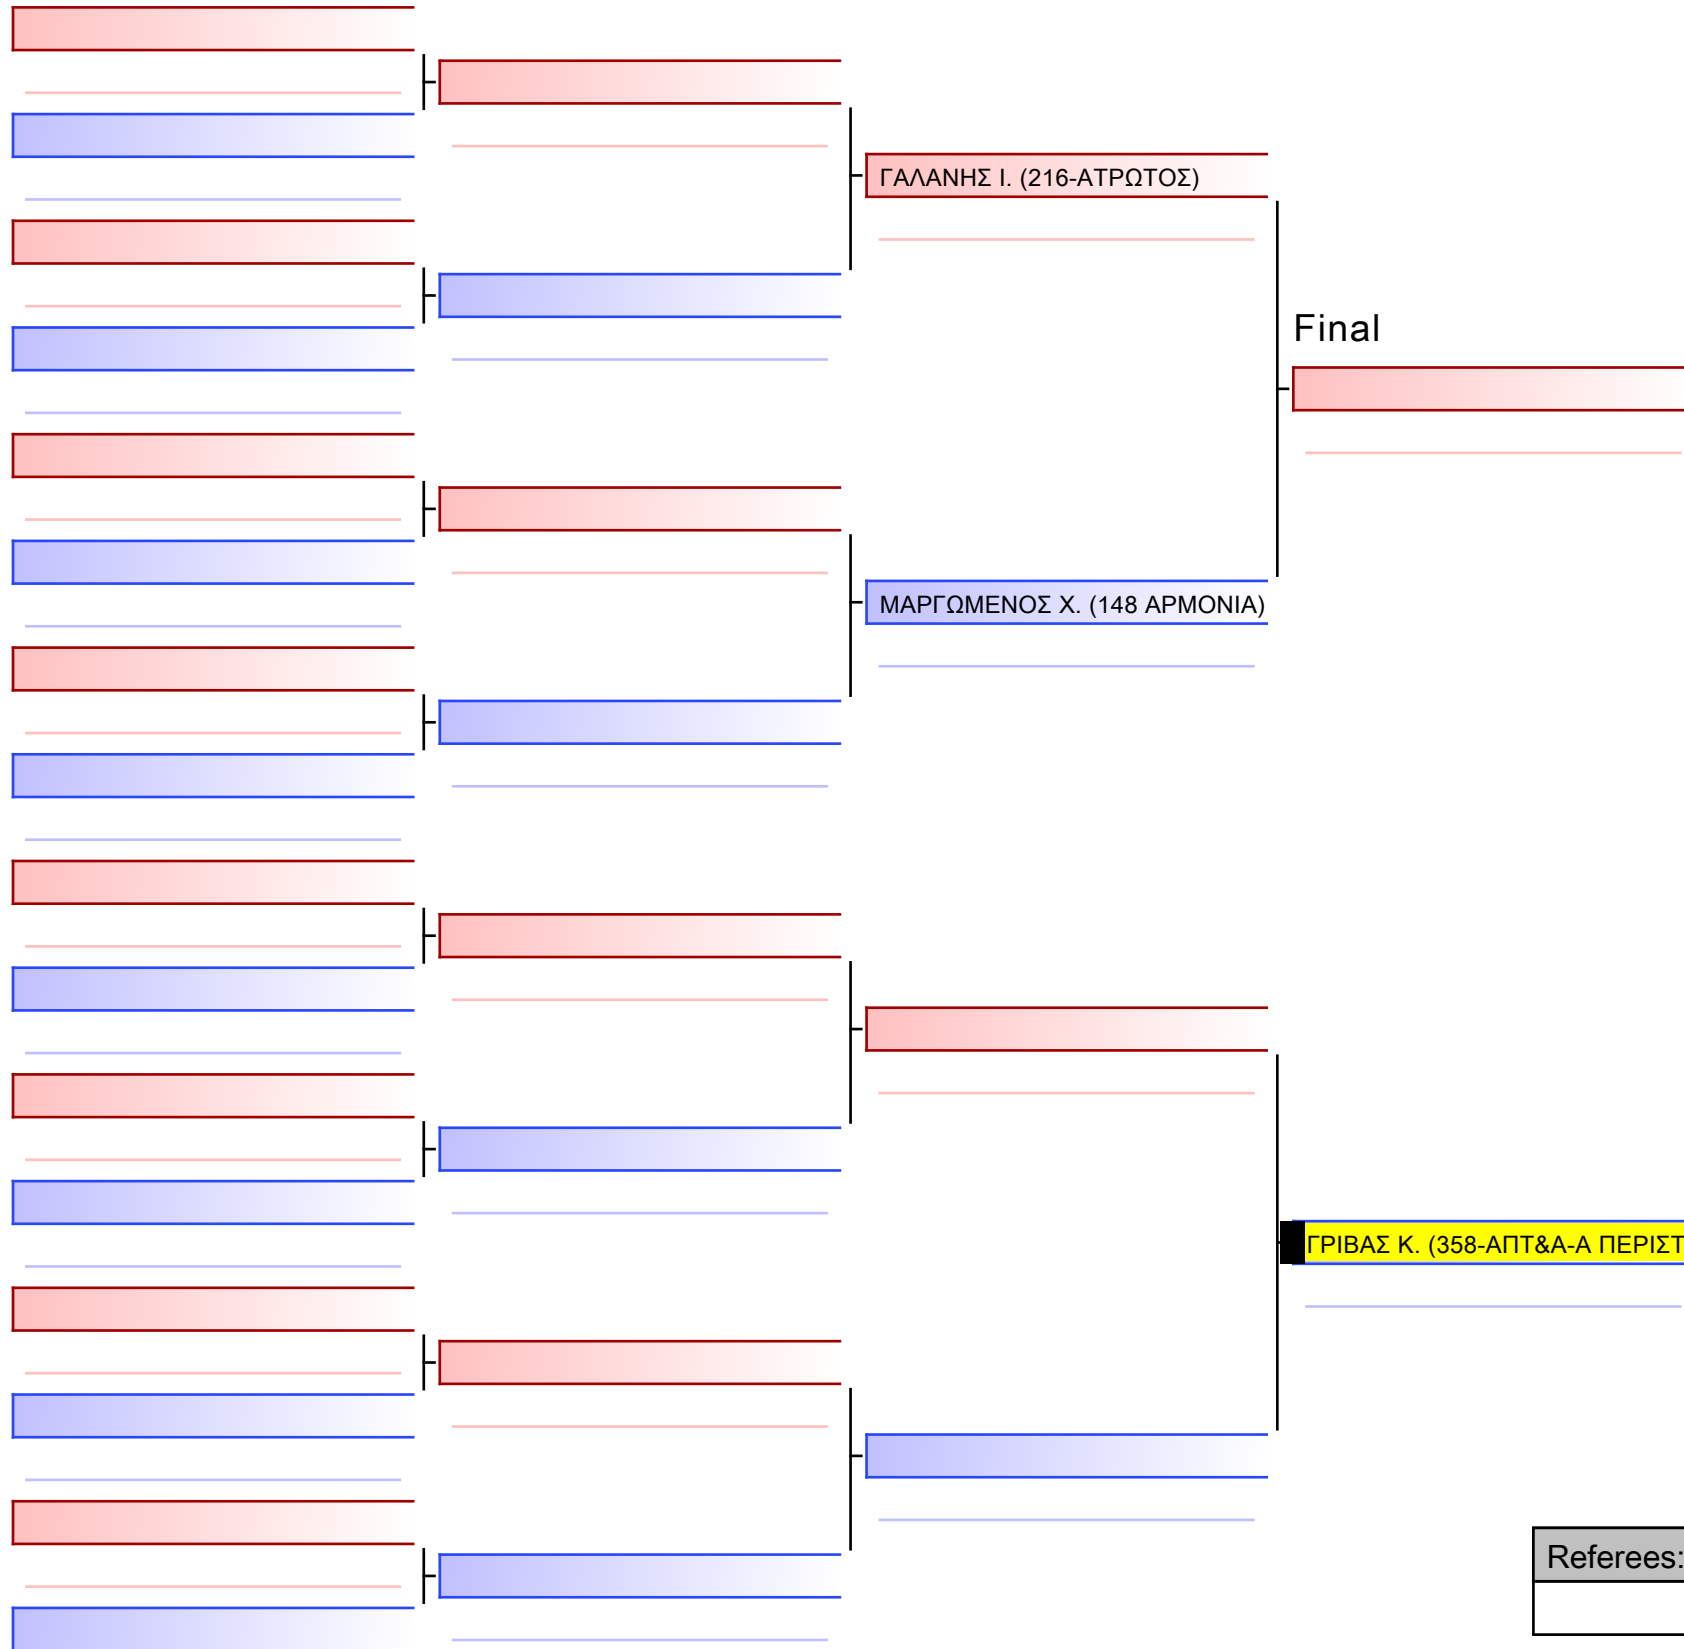 ΓΑΛΑΝΗΣ Ι. (216-ΑΤΡΩΤΟΣ)
Final
ΜΑΡΓΩΜΕΝΟΣ Χ. (148 ΑΡΜΟΝΙΑ)
ΓΡΙΒΑΣ Κ. (358-ΑΠΤ&Α-Α ΠΕΡΙΣΤ
Referees: